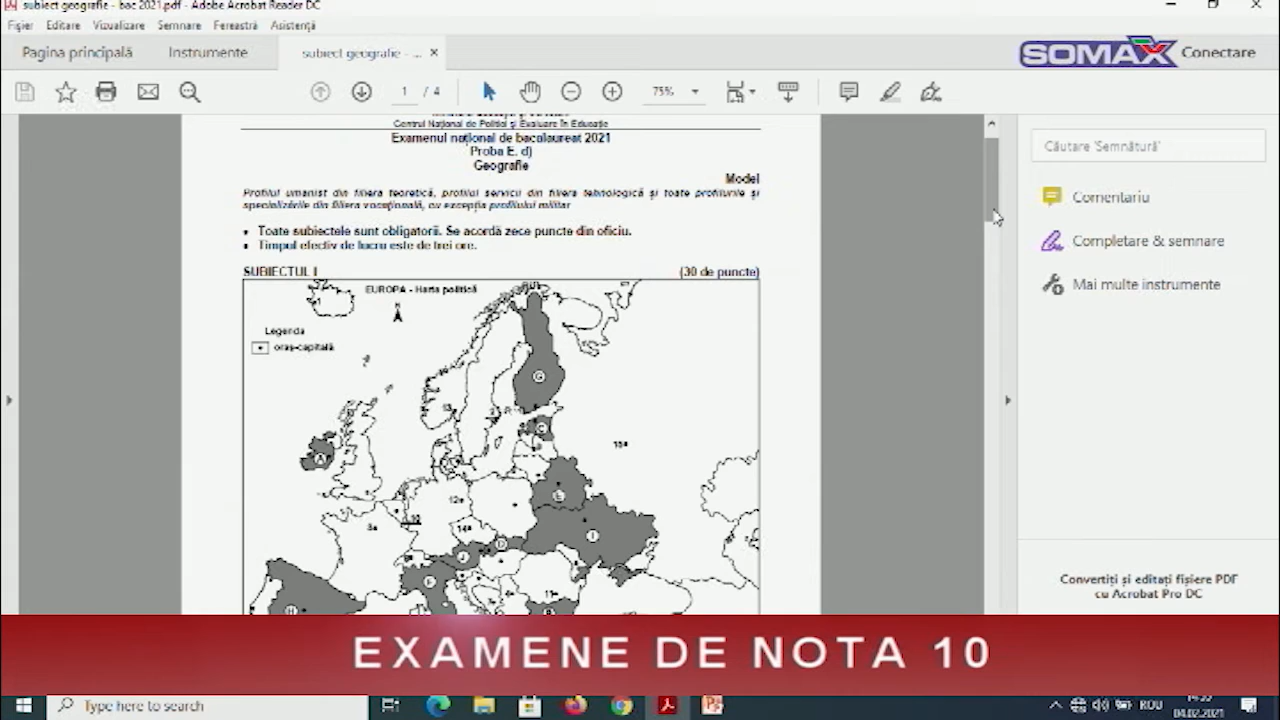 subiect geografie - bac 2021.pdf - Adobe Acrobat Reader DC
Fișier Editare Vizualizare Semnare Fereastră Asistență
Pagina principală Instrumente subiect geografie - ... ×
SOMAX Conectare
1 / 4 75%
Centrul Național de Politici și Evaluare în Educație
Examenul național de bacalaureat 2021
Proba E. d)
Geografie
Model
Profilul umanist din filiera teoretică, profilul servicii din filiera tehnologică și toate profilurile și
specializările din filiera vocațională, cu excepția profilului militar
• Toate subiectele sunt obligatorii. Se acordă zece puncte din oficiu.
• Timpul efectiv de lucru este de trei ore.
SUBIECTUL I (30 de puncte)
EUROPA - Harta politică
N
Legenda
oraș-capitală
G
C
A
12
14
I
F
H
11
Căutare 'Semnătură'
Comentariu
Completare & semnare
Mai multe instrumente
Convertiți și editați fișiere PDF
cu Acrobat Pro DC
EXAMENE DE NOTA 10
Type here to search
ROU
04.02.2021